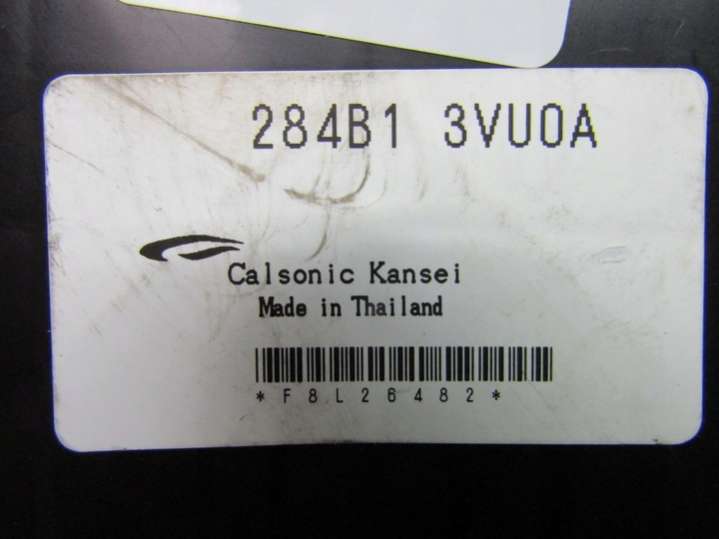 284B1 3VU0A
Calsonic Kansei
Made in Thailand
*F8L26482*